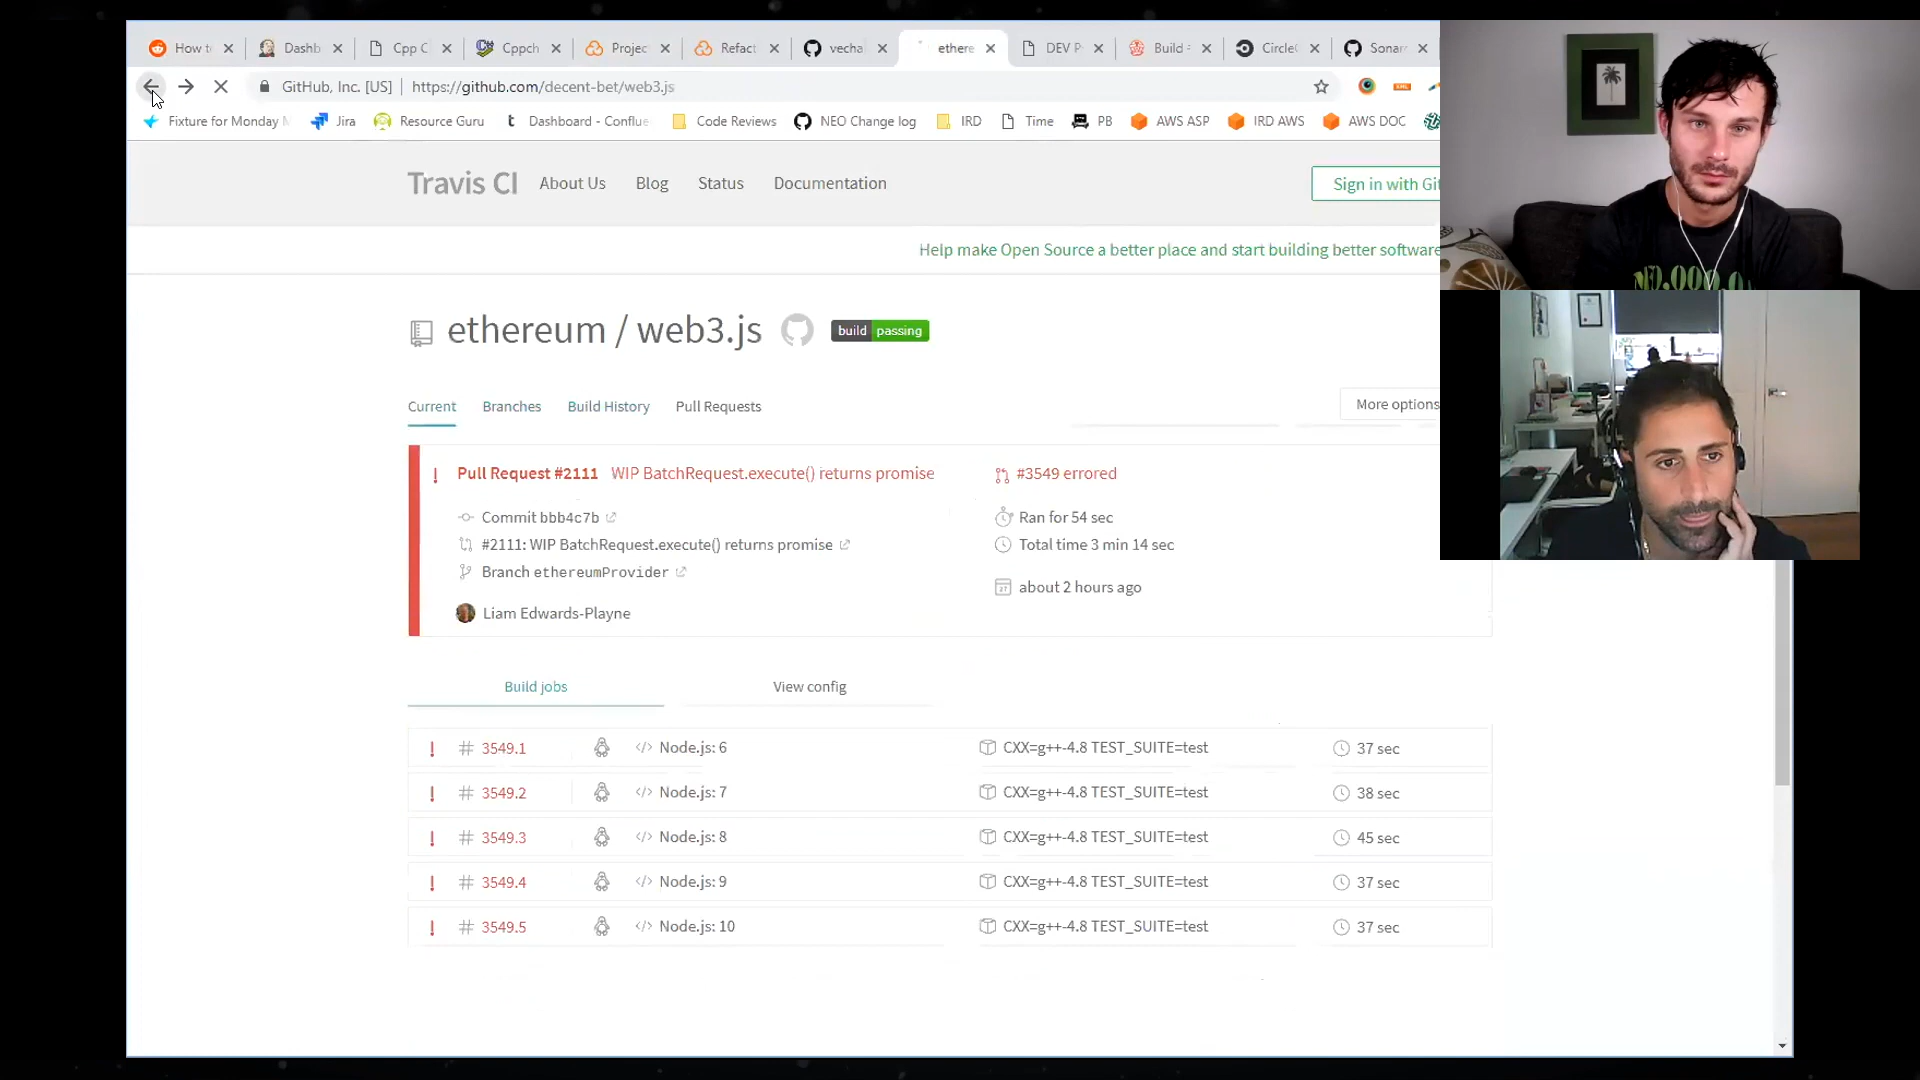 How t Dashb Cpp C Cppch Projec Refact vechai ethere DEV P Build CircleC Sonar
GitHub, Inc. [US] https://github.com/decent-bet/web3.js
Fixture for Monday Jira Resource Guru Dashboard - Conflue Code Reviews NEO Change log IRD Time PB AWS ASP IRD AWS AWS DOC
Travis CI About Us Blog Status Documentation Sign in with Git
Help make Open Source a better place and start building better software
ethereum / web3.js build passing
Current Branches Build History Pull Requests More options
! Pull Request #2111 WIP BatchRequest.execute() returns promise #3549 errored
Commit bbb4c7b Ran for 54 sec
#2111: WIP BatchRequest.execute() returns promise Total time 3 min 14 sec
Branch ethereumProvider
about 2 hours ago
Liam Edwards-Playne
Build jobs View config
! # 3549.1 </> Node.js: 6 CXX=g++-4.8 TEST_SUITE=test 37 sec
! # 3549.2 </> Node.js: 7 CXX=g++-4.8 TEST_SUITE=test 38 sec
! # 3549.3 </> Node.js: 8 CXX=g++-4.8 TEST_SUITE=test 45 sec
! # 3549.4 </> Node.js: 9 CXX=g++-4.8 TEST_SUITE=test 37 sec
! # 3549.5 </> Node.js: 10 CXX=g++-4.8 TEST_SUITE=test 37 sec